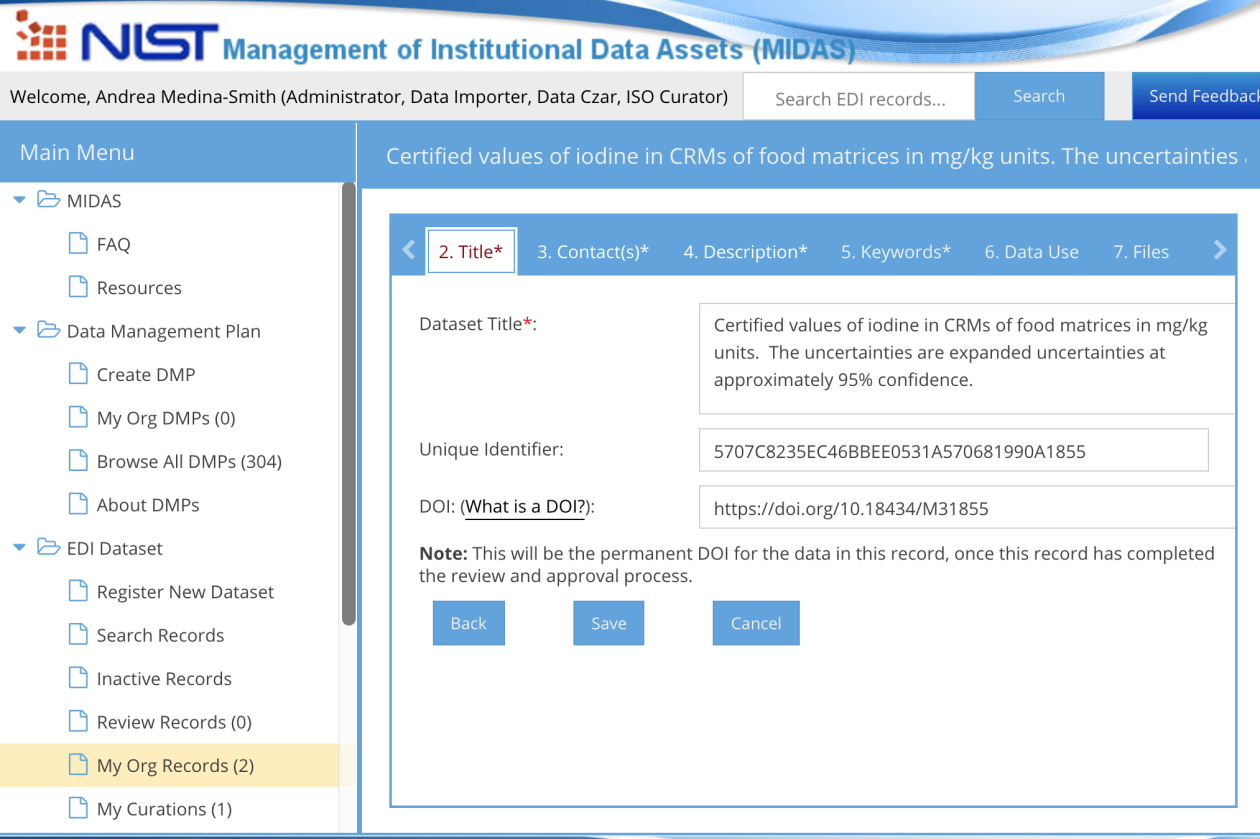 NIST Management of Institutional Data Assets (MIDAS)
Welcome, Andrea Medina-Smith (Administrator, Data Importer, Data Czar, ISO Curator)
Search EDI records...
Search
Send Feedback
Main Menu
MIDAS
FAQ
Resources
Data Management Plan
Create DMP
My Org DMPs (0)
Browse All DMPs (304)
About DMPs
EDI Dataset
Register New Dataset
Search Records
Inactive Records
Review Records (0)
My Org Records (2)
My Curations (1)
Certified values of iodine in CRMs of food matrices in mg/kg units. The uncertainties
2. Title*
3. Contact(s)*
4. Description*
5. Keywords*
6. Data Use
7. Files
Dataset Title*:
Certified values of iodine in CRMs of food matrices in mg/kg
units.  The uncertainties are expanded uncertainties at
approximately 95% confidence.
Unique Identifier:
5707C8235EC46BBEE0531A570681990A1855
DOI: (What is a DOI?):
https://doi.org/10.18434/M31855
Note: This will be the permanent DOI for the data in this record, once this record has completed
the review and approval process.
Back
Save
Cancel